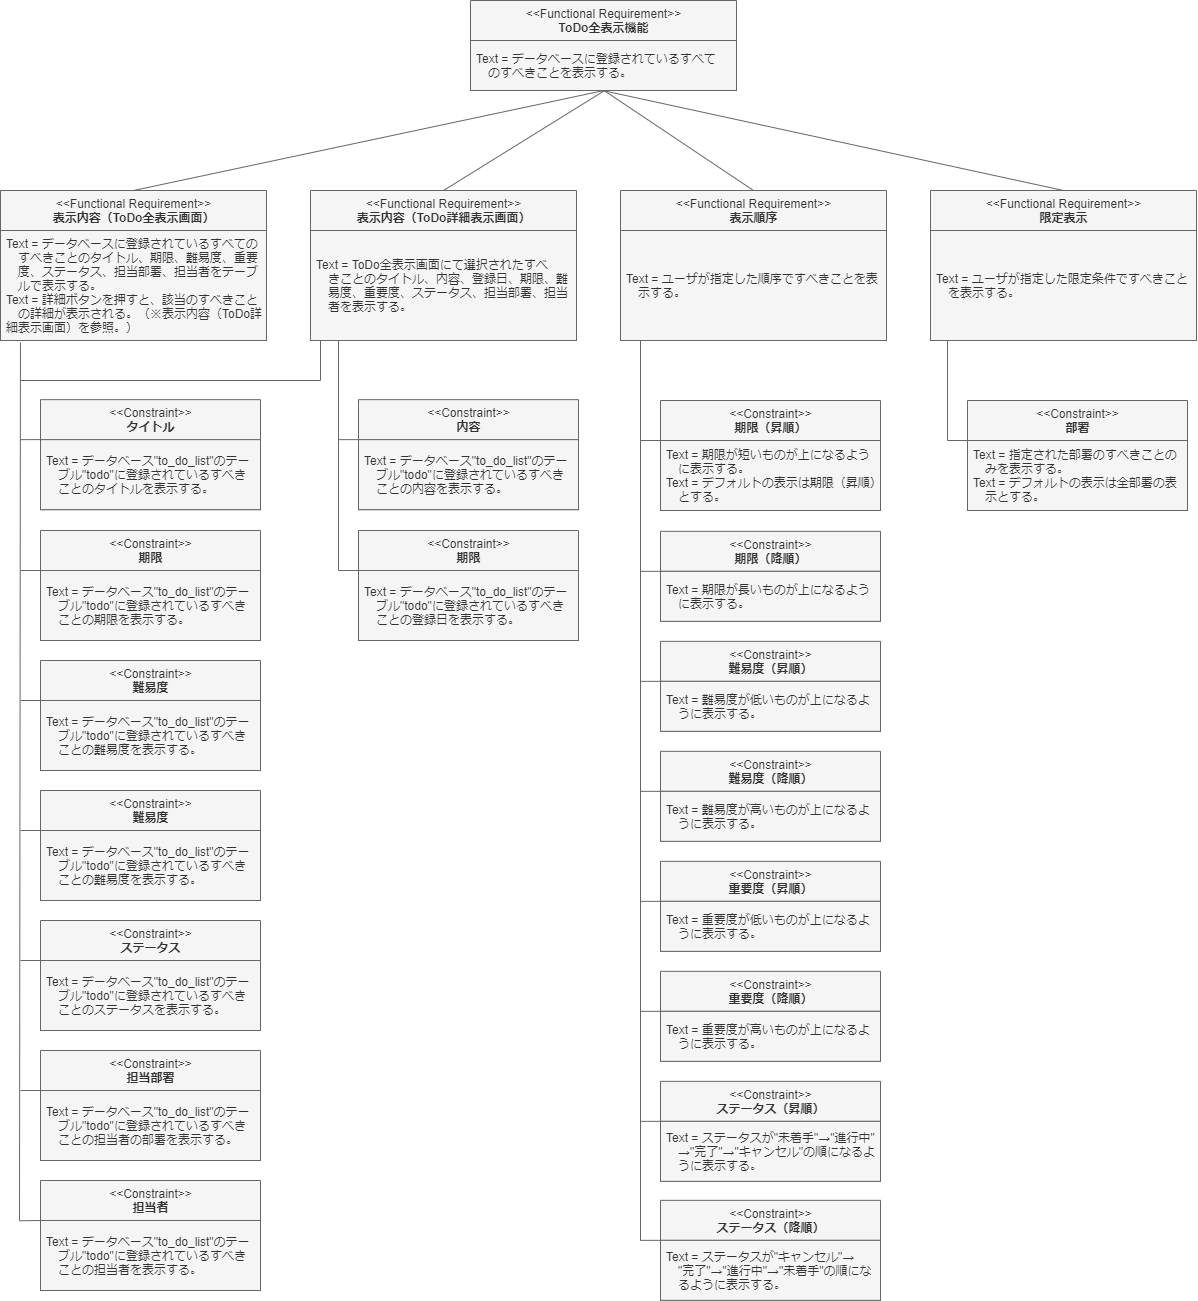 <<Functional Requirement>>
ToDo全表示機能
Text = データベースに登録されているすべて
のすべきことを表示する。
<<Functional Requirement>>
表示内容（ToDo全表示画面）
Text = データベースに登録されているすべての
すべきことのタイトル、期限、難易度、重要
度、ステータス、担当部署、担当者をテーブ
ルで表示する。
Text = 詳細ボタンを押すと、該当のすべきこと
の詳細が表示される。（※表示内容（ToDo詳
細表示画面）を参照。）
<<Functional Requirement>>
表示内容（ToDo詳細表示画面）
Text = ToDo全表示画面にて選択されたすべ
きことのタイトル、内容、登録日、期限、難
易度、重要度、ステータス、担当部署、担当
者を表示する。
<<Functional Requirement>>
表示順序
Text = ユーザが指定した順序ですべきことを表
示する。
<<Functional Requirement>>
限定表示
Text = ユーザが指定した限定条件ですべきこと
を表示する。
<<Constraint>>
タイトル
Text = データベース"to_do_list"のテー
ブル"todo"に登録されているすべき
ことのタイトルを表示する。
<<Constraint>>
期限
Text = データベース"to_do_list"のテー
ブル"todo"に登録されているすべき
ことの期限を表示する。
<<Constraint>>
難易度
Text = データベース"to_do_list"のテー
ブル"todo"に登録されているすべき
ことの難易度を表示する。
<<Constraint>>
難易度
Text = データベース"to_do_list"のテー
ブル"todo"に登録されているすべき
ことの難易度を表示する。
<<Constraint>>
ステータス
Text = データベース"to_do_list"のテー
ブル"todo"に登録されているすべき
ことのステータスを表示する。
<<Constraint>>
担当部署
Text = データベース"to_do_list"のテー
ブル"todo"に登録されているすべき
ことの担当者の部署を表示する。
<<Constraint>>
担当者
Text = データベース"to_do_list"のテー
ブル"todo"に登録されているすべき
ことの担当者を表示する。
<<Constraint>>
内容
Text = データベース"to_do_list"のテー
ブル"todo"に登録されているすべき
ことの内容を表示する。
<<Constraint>>
期限
Text = データベース"to_do_list"のテー
ブル"todo"に登録されているすべき
ことの登録日を表示する。
<<Constraint>>
期限（昇順）
Text = 期限が短いものが上になるよう
に表示する。
Text = デフォルトの表示は期限（昇順）
とする。
<<Constraint>>
期限（降順）
Text = 期限が長いものが上になるよう
に表示する。
<<Constraint>>
難易度（昇順）
Text = 難易度が低いものが上になるよ
うに表示する。
<<Constraint>>
難易度（降順）
Text = 難易度が高いものが上になるよ
うに表示する。
<<Constraint>>
重要度（昇順）
Text = 重要度が低いものが上になるよ
うに表示する。
<<Constraint>>
重要度（降順）
Text = 重要度が高いものが上になるよ
うに表示する。
<<Constraint>>
ステータス（昇順）
Text = ステータスが"未着手"→"進行中"
→"完了"→"キャンセル"の順になるよ
うに表示する。
<<Constraint>>
ステータス（降順）
Text = ステータスが"キャンセル"→
"完了"→"進行中"→"未着手"の順にな
るように表示する。
<<Constraint>>
部署
Text = 指定された部署のすべきことの
みを表示する。
Text = デフォルトの表示は全部署の表
示とする。